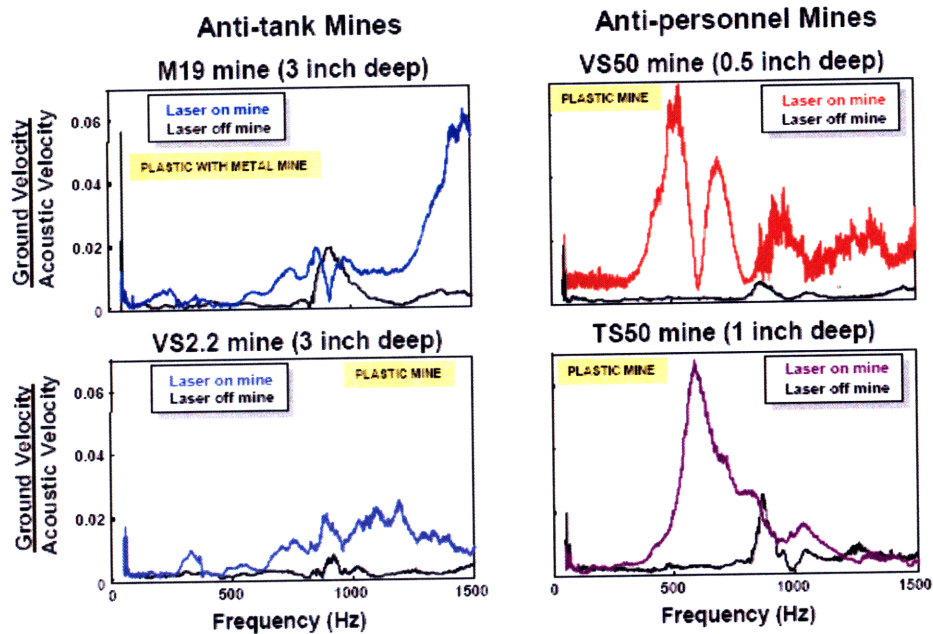 Anti-tank Mines
M19 mine (3 inch deep)
Laser on mine
Laser off mine
PLASTIC WITH METAL MINE
Ground Velocity
Acoustic Velocity
0.06
0.04
0.02
0
VS2.2 mine (3 inch deep)
Laser on mine
Laser off mine
PLASTIC MINE
Ground Velocity
Acoustic Velocity
0.06
0.04
0.02
0
0
500
1000
1500
Frequency (Hz)
Anti-personnel Mines
VS50 mine (0.5 inch deep)
PLASTIC MINE
Laser on mine
Laser off mine
TS50 mine (1 inch deep)
PLASTIC MINE
Laser on mine
Laser off mine
0
500
1000
1500
Frequency (Hz)